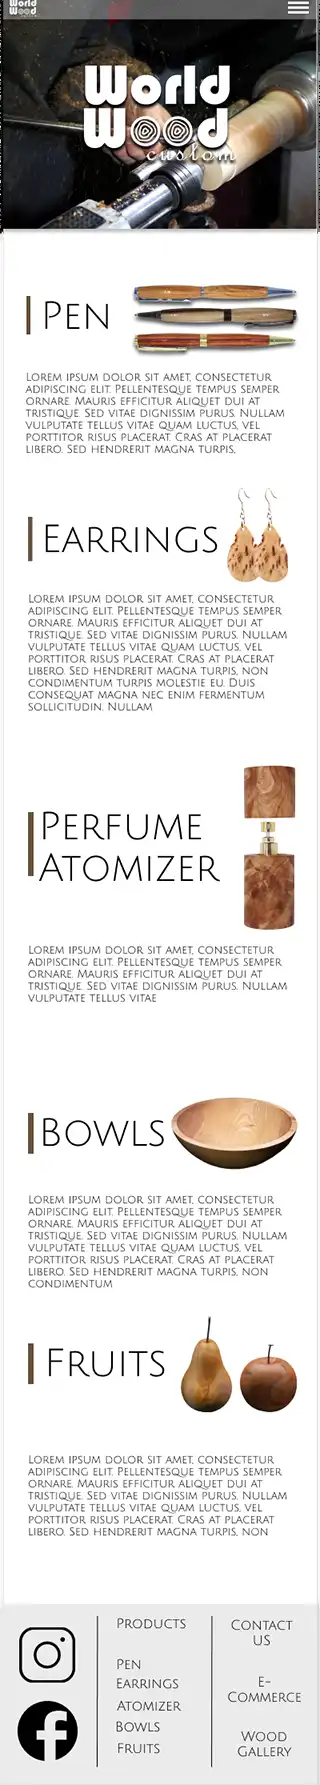 World
Wood
World
Wood
custom
Pen
Lorem ipsum dolor sit amet, consectetur
adipiscing elit. Pellentesque tempus semper
ornare. Mauris efficitur aliquet dui at
tristique. Sed vitae dignissim purus. Nullam
vulputate tellus vitae quam luctus, vel
porttitor risus placerat. Cras at placerat
libero. Sed hendrerit magna turpis,
Earrings
Lorem ipsum dolor sit amet, consectetur
adipiscing elit. Pellentesque tempus semper
ornare. Mauris efficitur aliquet dui at
tristique. Sed vitae dignissim purus. Nullam
vulputate tellus vitae quam luctus, vel
porttitor risus placerat. Cras at placerat
libero. Sed hendrerit magna turpis, non
condimentum turpis molestie eu. Duis
consequat magna nec enim fermentum
sollicitudin. Nullam
Perfume
Atomizer
Lorem ipsum dolor sit amet, consectetur
adipiscing elit. Pellentesque tempus semper
ornare. Mauris efficitur aliquet dui at
tristique. Sed vitae dignissim purus. Nullam
vulputate tellus vitae
Bowls
Lorem ipsum dolor sit amet, consectetur
adipiscing elit. Pellentesque tempus semper
ornare. Mauris efficitur aliquet dui at
tristique. Sed vitae dignissim purus. Nullam
vulputate tellus vitae quam luctus, vel
porttitor risus placerat. Cras at placerat
libero. Sed hendrerit magna turpis, non
condimentum
Fruits
Lorem ipsum dolor sit amet, consectetur
adipiscing elit. Pellentesque tempus semper
ornare. Mauris efficitur aliquet dui at
tristique. Sed vitae dignissim purus. Nullam
vulputate tellus vitae quam luctus, vel
porttitor risus placerat. Cras at placerat
libero. Sed hendrerit magna turpis, non
Products
Pen
Earrings
Atomizer
Bowls
Fruits
Contact
us
E-
Commerce
Wood
Gallery